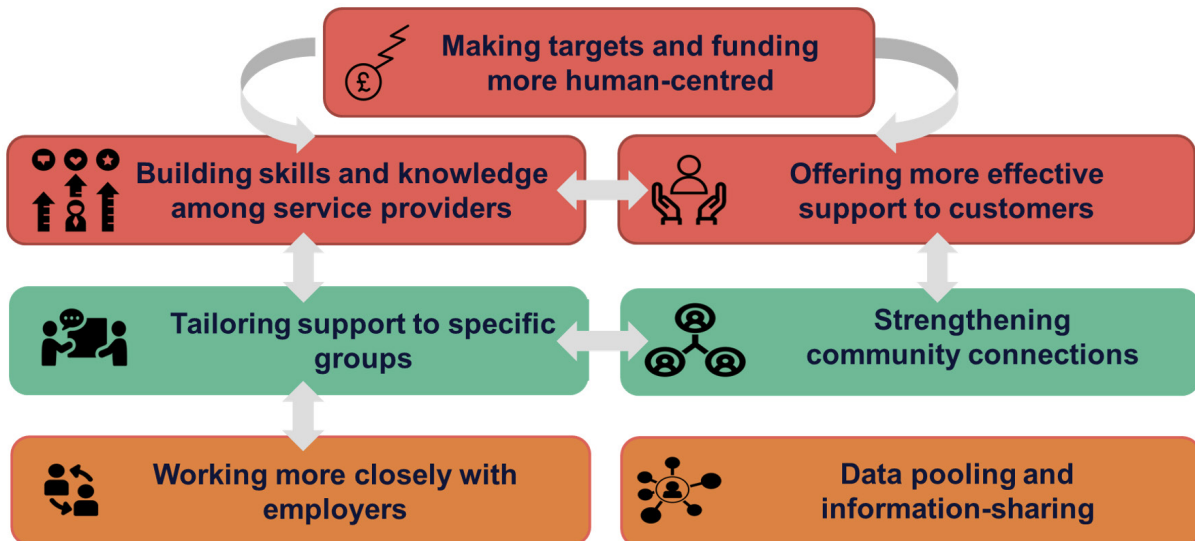 Making targets and funding
more human-centred
£
Building skills and knowledge
among service providers
Offering more effective
support to customers
Tailoring support to specific
groups
Strengthening
community connections
Working more closely with
employers
Data pooling and
information-sharing